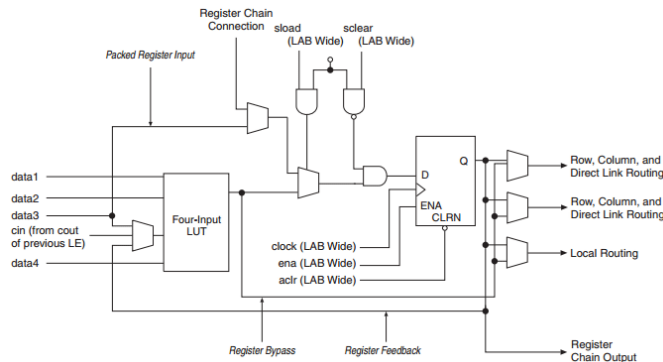 Register Chain
Connection
sload
(LAB Wide)
sclear
(LAB Wide)
Packed Register Input
data1
data2
data3
cin (from cout
of previous LE)
data4
Four-Input
LUT
D
Q
ENA
CLRN
clock (LAB Wide)
ena (LAB Wide)
aclr (LAB Wide)
Row, Column, and
Direct Link Routing
Row, Column, and
Direct Link Routing
Local Routing
Register Bypass
Register Feedback
Register
Chain Output